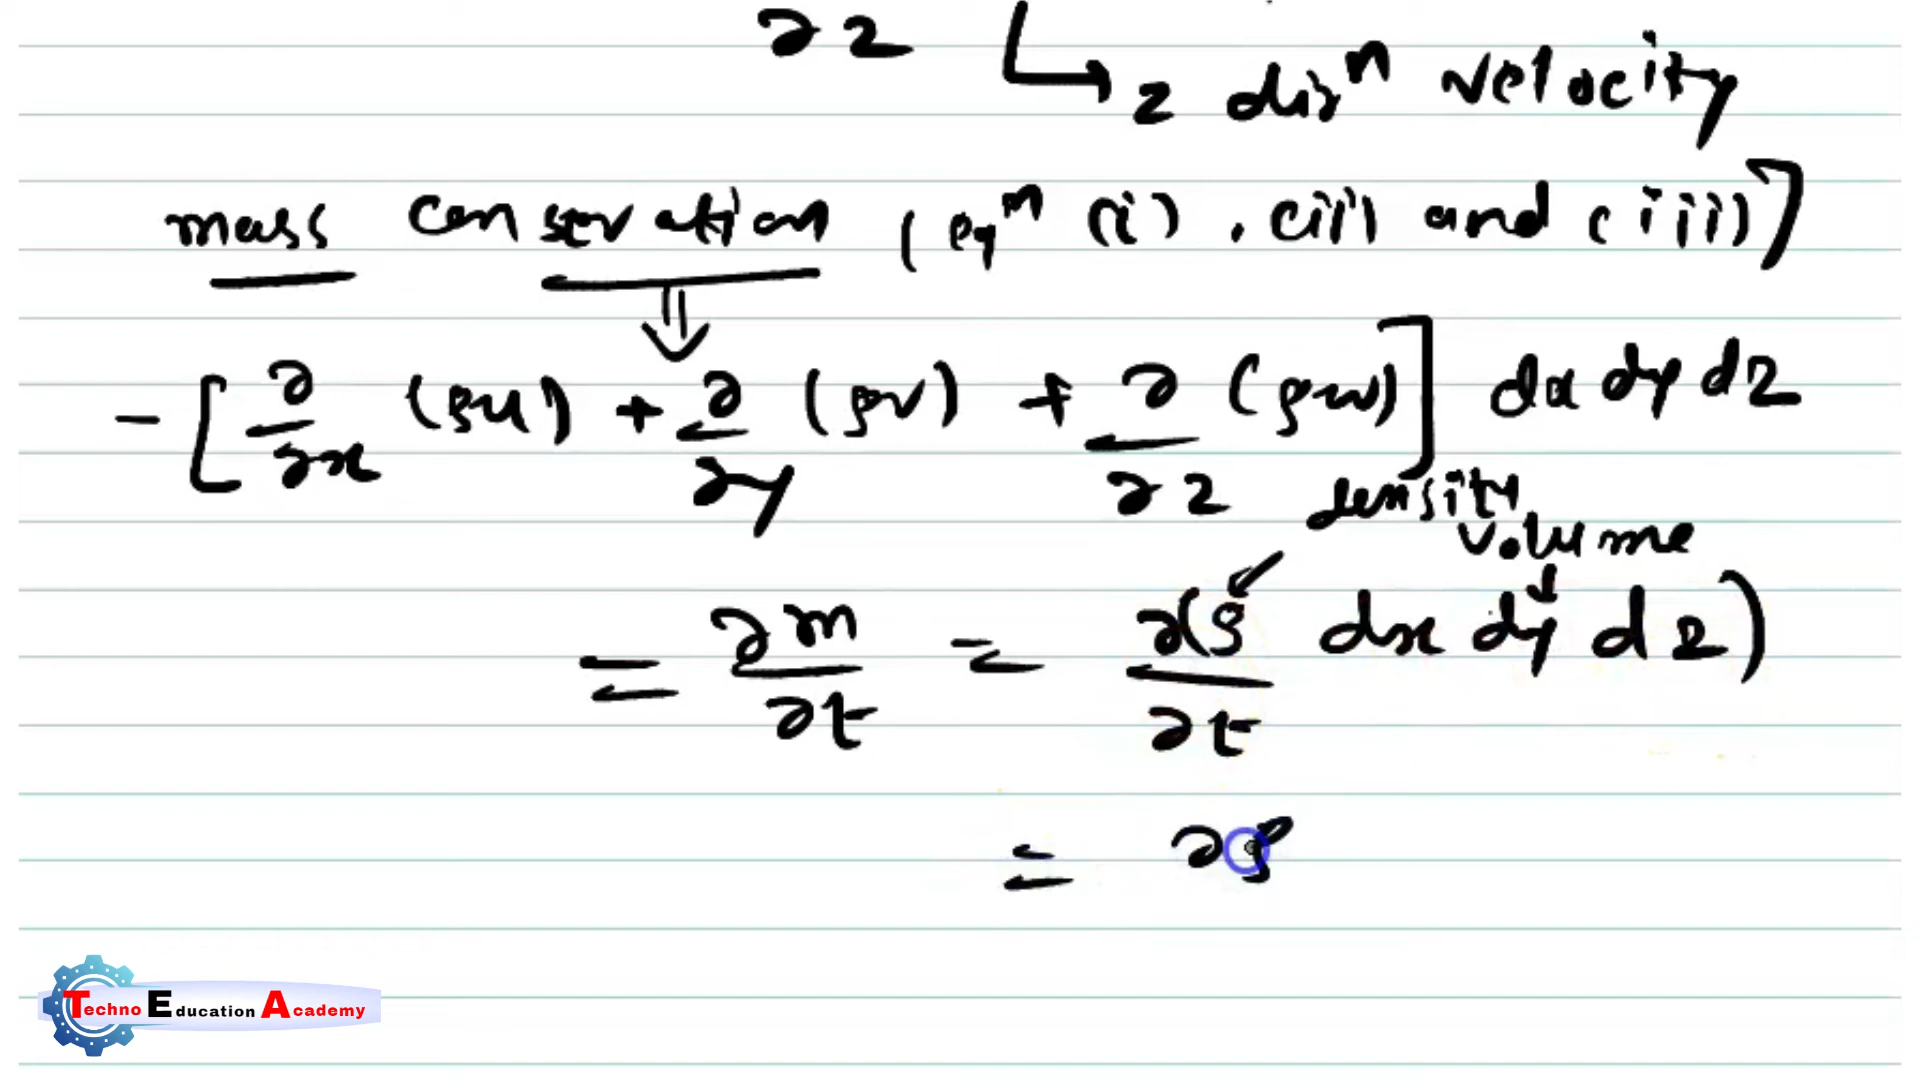 ∂z ↳ z dirⁿ velocity
mass conservation (eqⁿ (i), (ii) and (iii)]
- [∂/∂x (ρu) + ∂/∂y (ρv) + ∂/∂z (ρw)] dx dy dz
density
volume
= ∂m/∂t = ∂(ρ dx dy dz)/∂t
= ∂ρ
Techno Education Academy